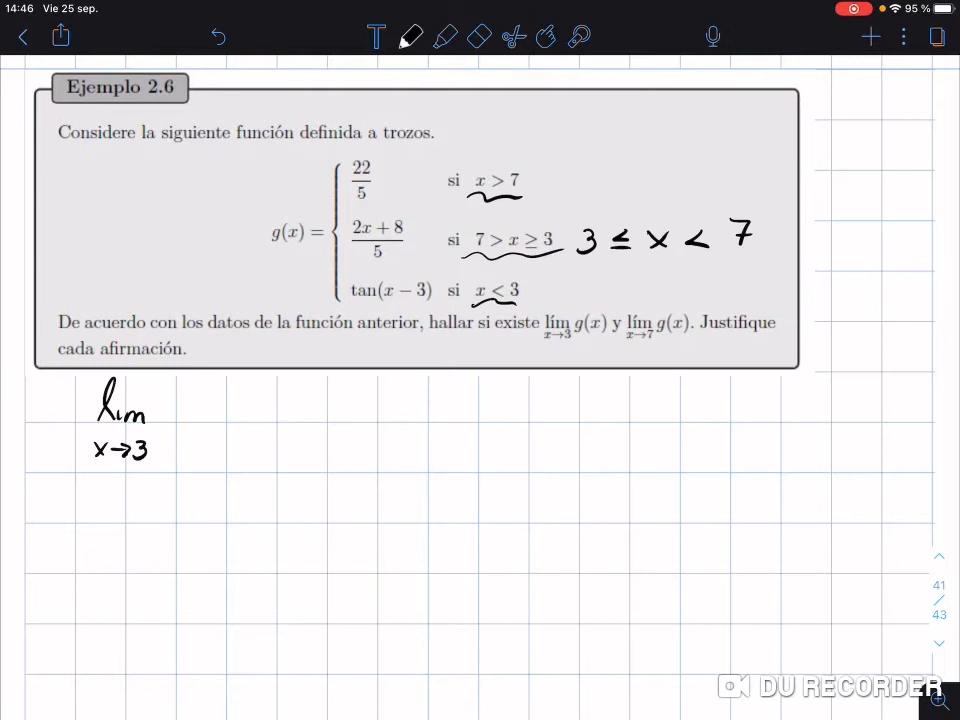 14:46 Vie 25 sep. 95 %
Ejemplo 2.6
Considere la siguiente función definida a trozos.
22/5 si x > 7
g(x) = { (2x + 8)/5 si 7 > x ≥ 3 3 ≤ x < 7
tan(x − 3) si x < 3
De acuerdo con los datos de la función anterior, hallar si existe lím x→3 g(x) y lím x→7 g(x). Justifique
cada afirmación.
lim
x→3
41
/
43
DU RECORDER